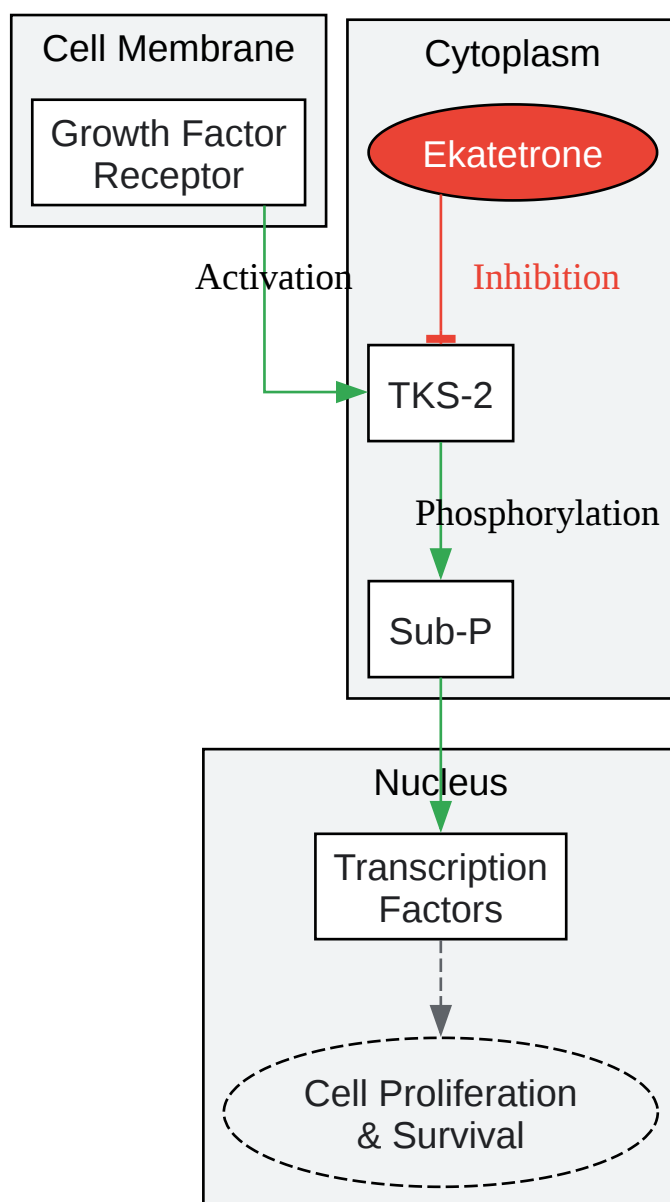 Cell Membrane
Growth Factor
Receptor
Cytoplasm
Ekatetrone
Activation
Inhibition
TKS-2
Phosphorylation
Sub-P
Nucleus
Transcription
Factors
Cell Proliferation
& Survival